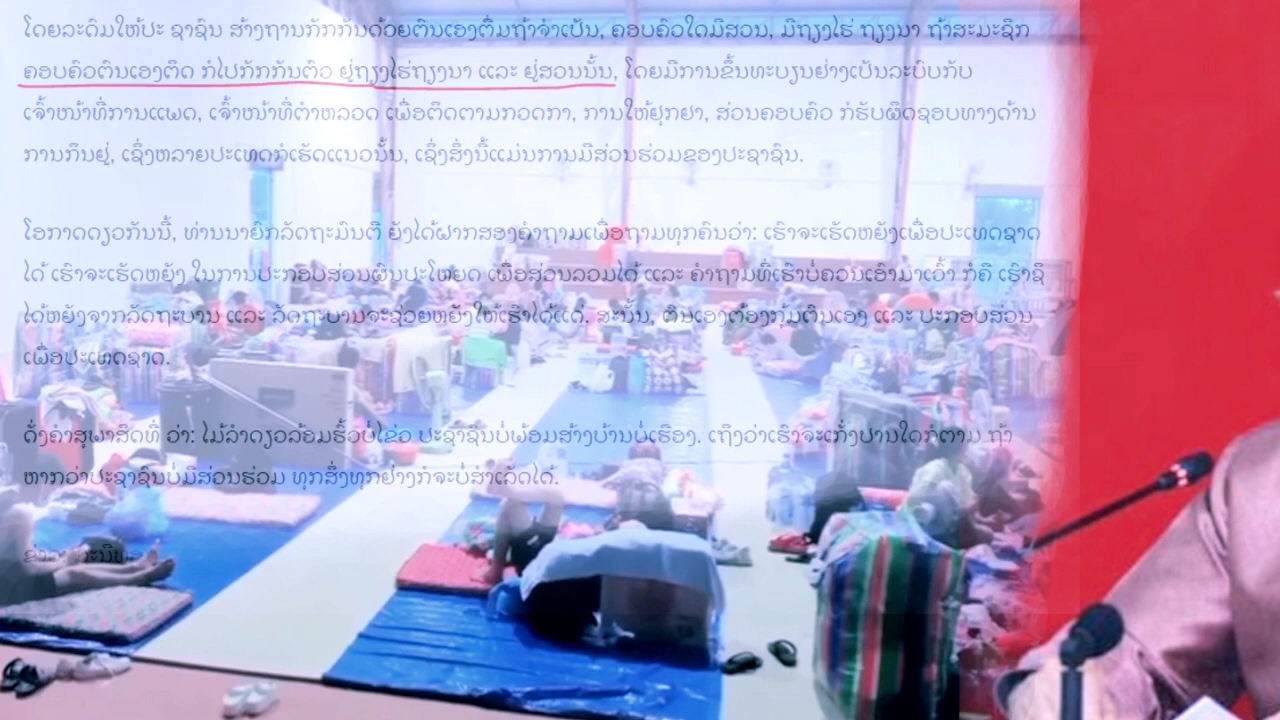 ໂດຍລະດົມໃຫ້ປະ ຊາຊົນ ສ້າງຖານກັກກັນດ້ວຍຕົນເອງຕື່ມຖ້າຈຳເປັນ, ຄອບຄົວໃດມີສວນ, ມີຖຽງໄຮ່ ຖຽງນາ ຖ້າສະມະຊິກ
ຄອບຄົວຕົນເອງຕິດ ກໍໄປກັກກັນຕົວ ຢູ່ຖຽງໄຮ່ຖຽງນາ ແລະ ຢູ່ສວນນັ້ນ, ໂດຍມີການຂຶ້ນທະບຽນຢ່າງເປັນລະບົບກັບ
ເຈົ້າຫນ້າທີ່ການແພດ, ເຈົ້າຫນ້າທີ່ຕຳຫລວດ ເພື່ອຕິດຕາມກວດກາ, ການໃຫ້ຢູກຢາ, ສ່ວນຄອບຄົວ ກໍຮັບຜິດຊອບທາງດ້ານ
ການກິນຢູ່, ເຊິ່ງຫລາຍປະເທດກໍເຮັດແນວນັ້ນ, ເຊິ່ງສິ່ງນີ້ແມ່ນການມີສ່ວນຮ່ວມຂອງປະຊາຊົນ.
ໂອກາດດຽວກັນນີ້, ທ່ານນາຍົກລັດຖະມົນຕີ ຍັງໄດ້ຝາກສອງຄຳຖາມເພື່ອຖາມທຸກຄົນວ່າ: ເຮົາຈະເຮັດຫຍັງເພື່ອປະເທດຊາດ
ໄດ້ ເຮົາຈະເຮັດຫຍັງ ໃນການປະກອບສ່ວນຜົນປະໂຫຍດ ເພື່ອສ່ວນລວມໄດ້ ແລະ ຄຳຖາມທີ່ເຮົາບໍ່ຄວນເອົາມາເວົ້າ ກໍຄື ເຮົາຊິ
ໄດ້ຫຍັງຈາກລັດຖະບານ ແລະ ລັດຖະບານຈະຊ່ວຍຫຍັງໃຫ້ເຮົາໄດ້ແດ່. ສະນັ້ນ, ຕົນເອງຕ້ອງກຸ້ມຕົນເອງ ແລະ ປະກອບສ່ວນ
ເພື່ອປະເທດຊາດ.
ດັ່ງຄຳສຸພາສິດທີ່ ວ່າ: ໄມ້ລຳດຽວລ້ອມຮົ້ວບໍ່ໄຂວ່ ປະຊາຊົນບໍ່ພ້ອມສ້າງບ້ານບໍ່ເຮືອງ. ເຖິງວ່າເຮົາຈະເກັ່ງປານໃດກໍຕາມ ຖ້າ
ຫາກວ່າປະຊາຊົນບໍ່ມີສ່ວນຮ່ວມ ທຸກສິ່ງທຸກຢ່າງກໍຈະບໍ່ສຳເລັດໄດ້.